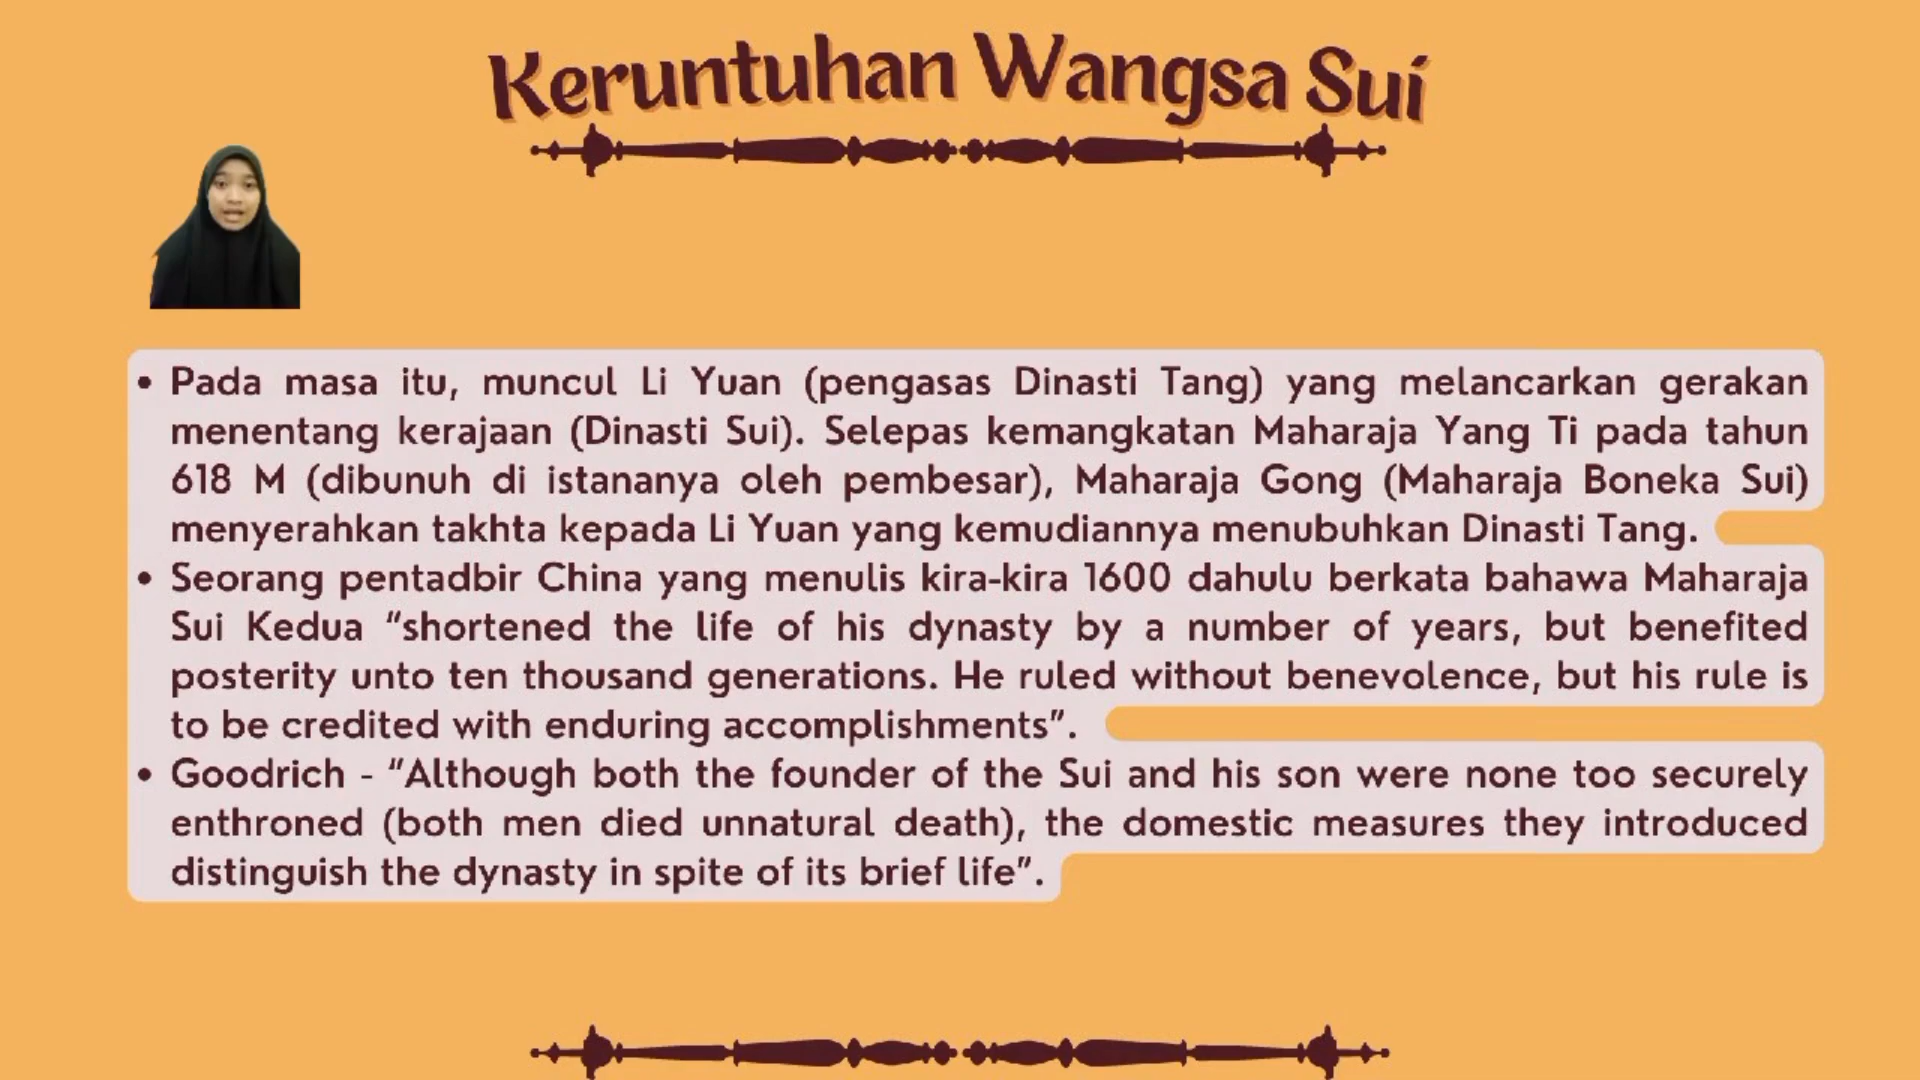 Keruntuhan Wangsa Sui
• Pada masa itu, muncul Li Yuan (pengasas Dinasti Tang) yang melancarkan gerakan
menentang kerajaan (Dinasti Sui). Selepas kemangkatan Maharaja Yang Ti pada tahun
618 M (dibunuh di istananya oleh pembesar), Maharaja Gong (Maharaja Boneka Sui)
menyerahkan takhta kepada Li Yuan yang kemudiannya menubuhkan Dinasti Tang.
• Seorang pentadbir China yang menulis kira-kira 1600 dahulu berkata bahawa Maharaja
Sui Kedua “shortened the life of his dynasty by a number of years, but benefited
posterity unto ten thousand generations. He ruled without benevolence, but his rule is
to be credited with enduring accomplishments”.
• Goodrich - “Although both the founder of the Sui and his son were none too securely
enthroned (both men died unnatural death), the domestic measures they introduced
distinguish the dynasty in spite of its brief life”.